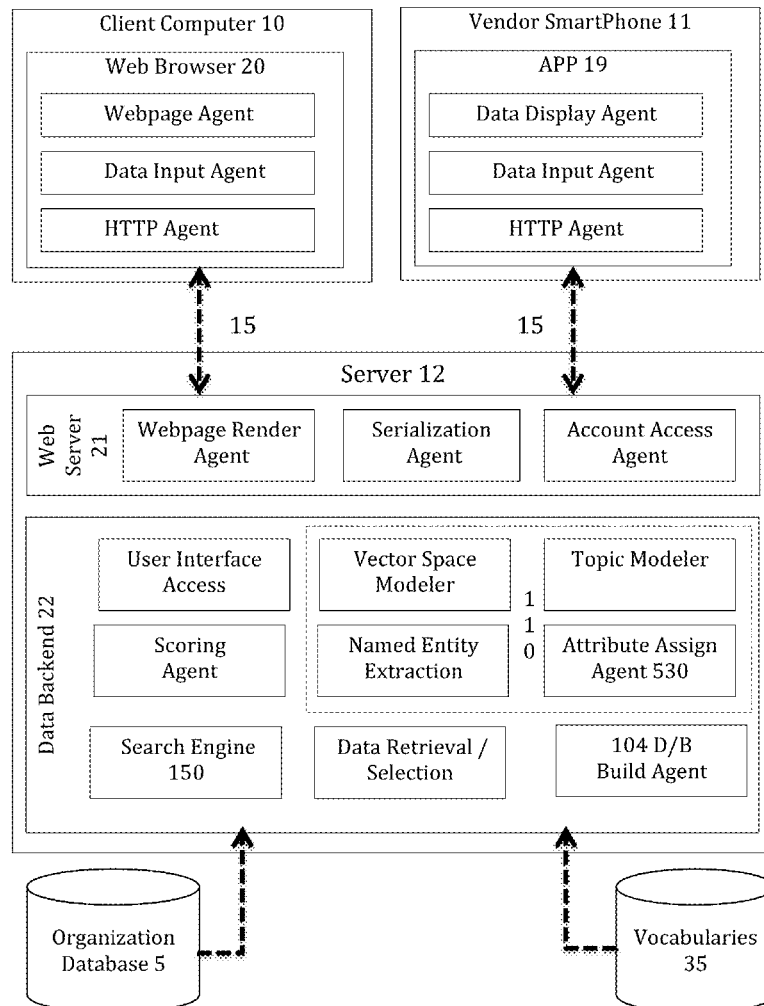 Client Computer 10
Web Browser 20
Webpage Agent
Data Input Agent
HTTP Agent
Vendor SmartPhone 11
APP 19
Data Display Agent
Data Input Agent
HTTP Agent
15
15
Server 12
Web
Server
21
Webpage Render
Agent
Serialization
Agent
Account Access
Agent
Data Backend 22
User Interface
Access
Vector Space
Modeler
Topic Modeler
1
1
0
Scoring
Agent
Named Entity
Extraction
Attribute Assign
Agent 530
Search Engine
150
Data Retrieval /
Selection
104 D/B
Build Agent
Organization
Database 5
Vocabularies
35